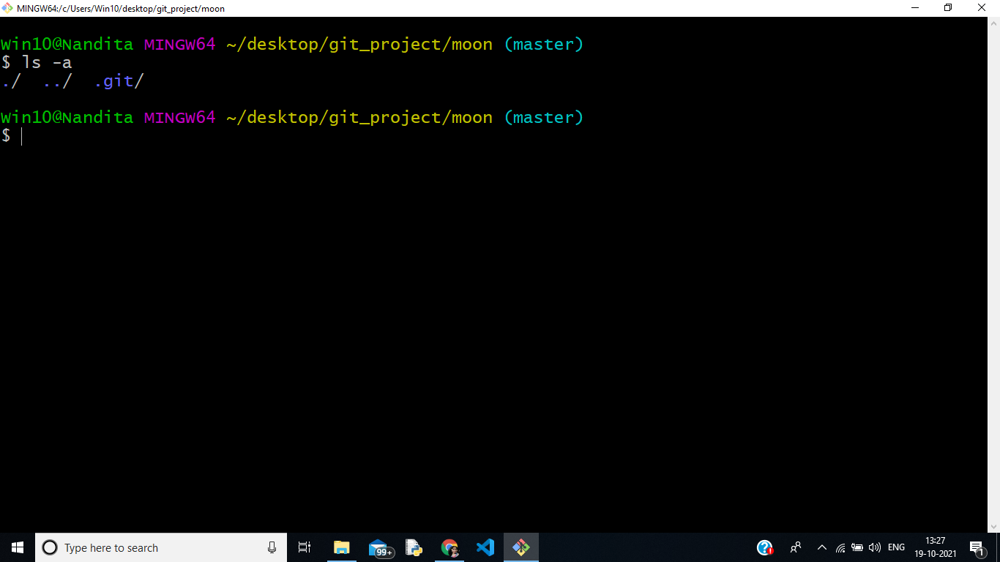 MINGW64:/c/Users/Win10/desktop/git_project/moon
Win10@Nandita MINGW64 ~/desktop/git_project/moon (master)
$ ls -a
./  ../  .git/
Win10@Nandita MINGW64 ~/desktop/git_project/moon (master)
$
Type here to search
99+
ENG
13:27
19-10-2021
1